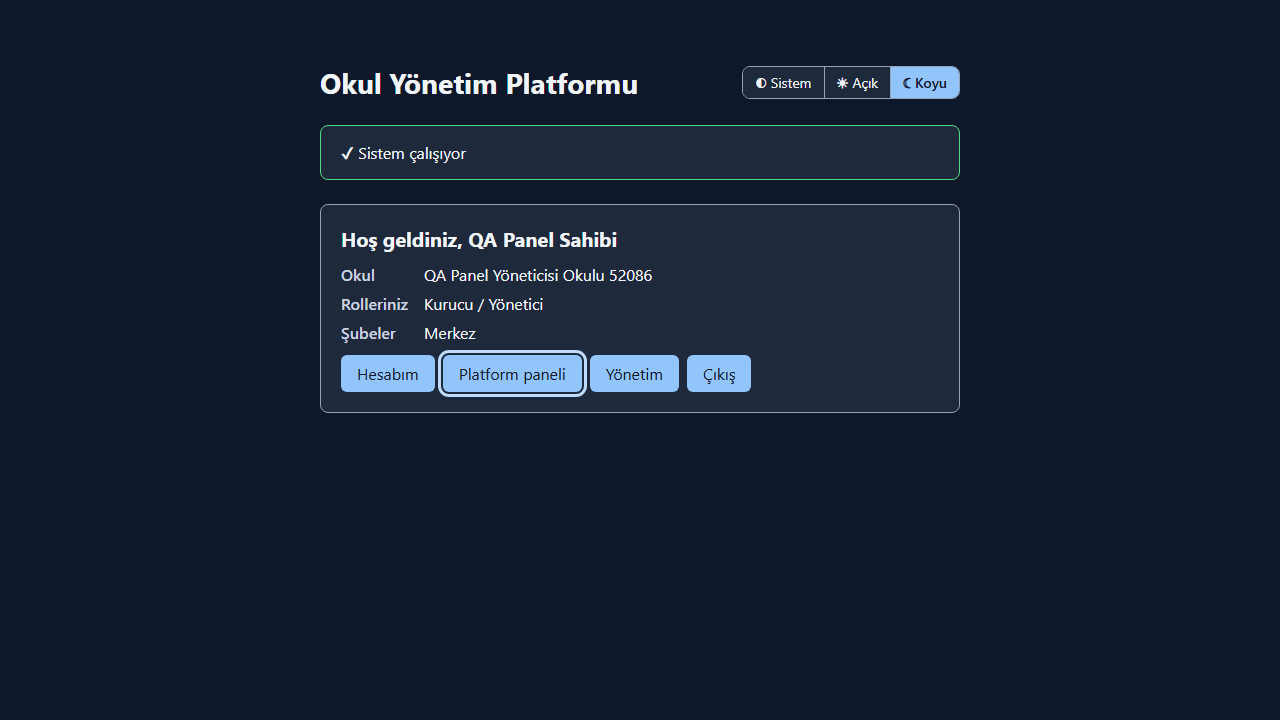 Okul Yönetim Platformu
◐ Sistem ☀ Açık ☾ Koyu
✓ Sistem çalışıyor
Hoş geldiniz, QA Panel Sahibi
Okul QA Panel Yöneticisi Okulu 52086
Rolleriniz Kurucu / Yönetici
Şubeler Merkez
Hesabım Platform paneli Yönetim Çıkış